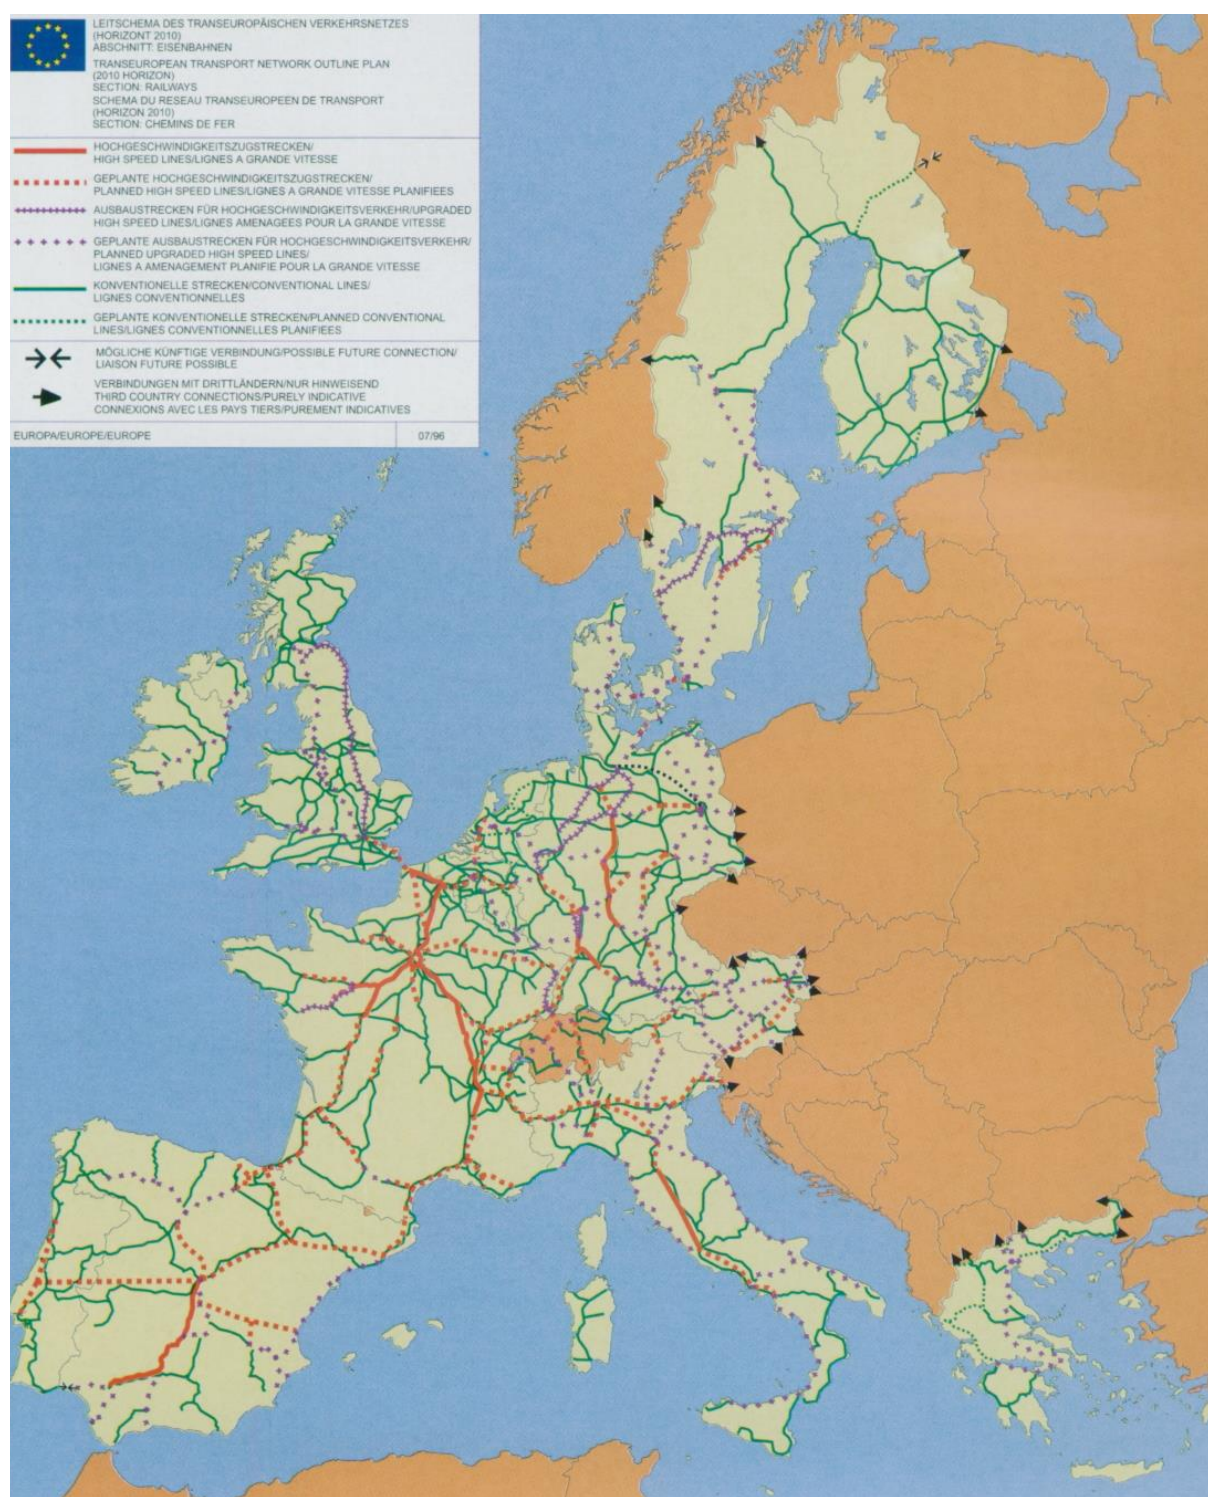 LEITSCHEMA DES TRANSEUROPÄISCHEN VERKEHRSNETZES
(HORIZONT 2010)
ABSCHNITT: EISENBAHNEN
TRANSEUROPEAN TRANSPORT NETWORK OUTLINE PLAN
(2010 HORIZON)
SECTION: RAILWAYS
SCHEMA DU RESEAU TRANSEUROPEEN DE TRANSPORT
(HORIZON 2010)
SECTION: CHEMINS DE FER
HOCHGESCHWINDIGKEITSZUGSTRECKEN/
HIGH SPEED LINES/LIGNES A GRANDE VITESSE
GEPLANTE HOCHGESCHWINDIGKEITSZUGSTRECKEN/
PLANNED HIGH SPEED LINES/LIGNES A GRANDE VITESSE PLANIFIEES
AUSBAUSTRECKEN FÜR HOCHGESCHWINDIGKEITSVERKEHR/UPGRADED
HIGH SPEED LINES/LIGNES AMENAGEES POUR LA GRANDE VITESSE
GEPLANTE AUSBAUSTRECKEN FÜR HOCHGESCHWINDIGKEITSVERKEHR/
PLANNED UPGRADED HIGH SPEED LINES/
LIGNES A AMENAGEMENT PLANIFIE POUR LA GRANDE VITESSE
KONVENTIONELLE STRECKEN/CONVENTIONAL LINES/
LIGNES CONVENTIONNELLES
GEPLANTE KONVENTIONELLE STRECKEN/PLANNED CONVENTIONAL
LINES/LIGNES CONVENTIONNELLES PLANIFIEES
MÖGLICHE KÜNFTIGE VERBINDUNG/POSSIBLE FUTURE CONNECTION/
LIAISON FUTURE POSSIBLE
VERBINDUNGEN MIT DRITTLÄNDERN/NUR HINWEISEND
THIRD COUNTRY CONNECTIONS/PURELY INDICATIVE
CONNEXIONS AVEC LES PAYS TIERS/PUREMENT INDICATIVES
EUROPA/EUROPE/EUROPE 07/96